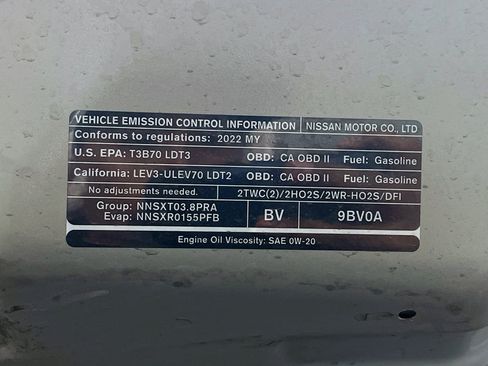 VEHICLE EMISSION CONTROL INFORMATION NISSAN MOTOR CO., LTD
Conforms to regulations: 2022 MY
U.S. EPA: T3B70 LDT3 OBD: CA OBD II Fuel: Gasoline
California: LEV3-ULEV70 LDT2 OBD: CA OBD II Fuel: Gasoline
No adjustments needed. 2TWC(2)/2HO2S/2WR-HO2S/DFI
Group: NNSXT03.8PRA
Evap: NNSXR0155PFB BV 9BV0A
Engine Oil Viscosity: SAE 0W-20